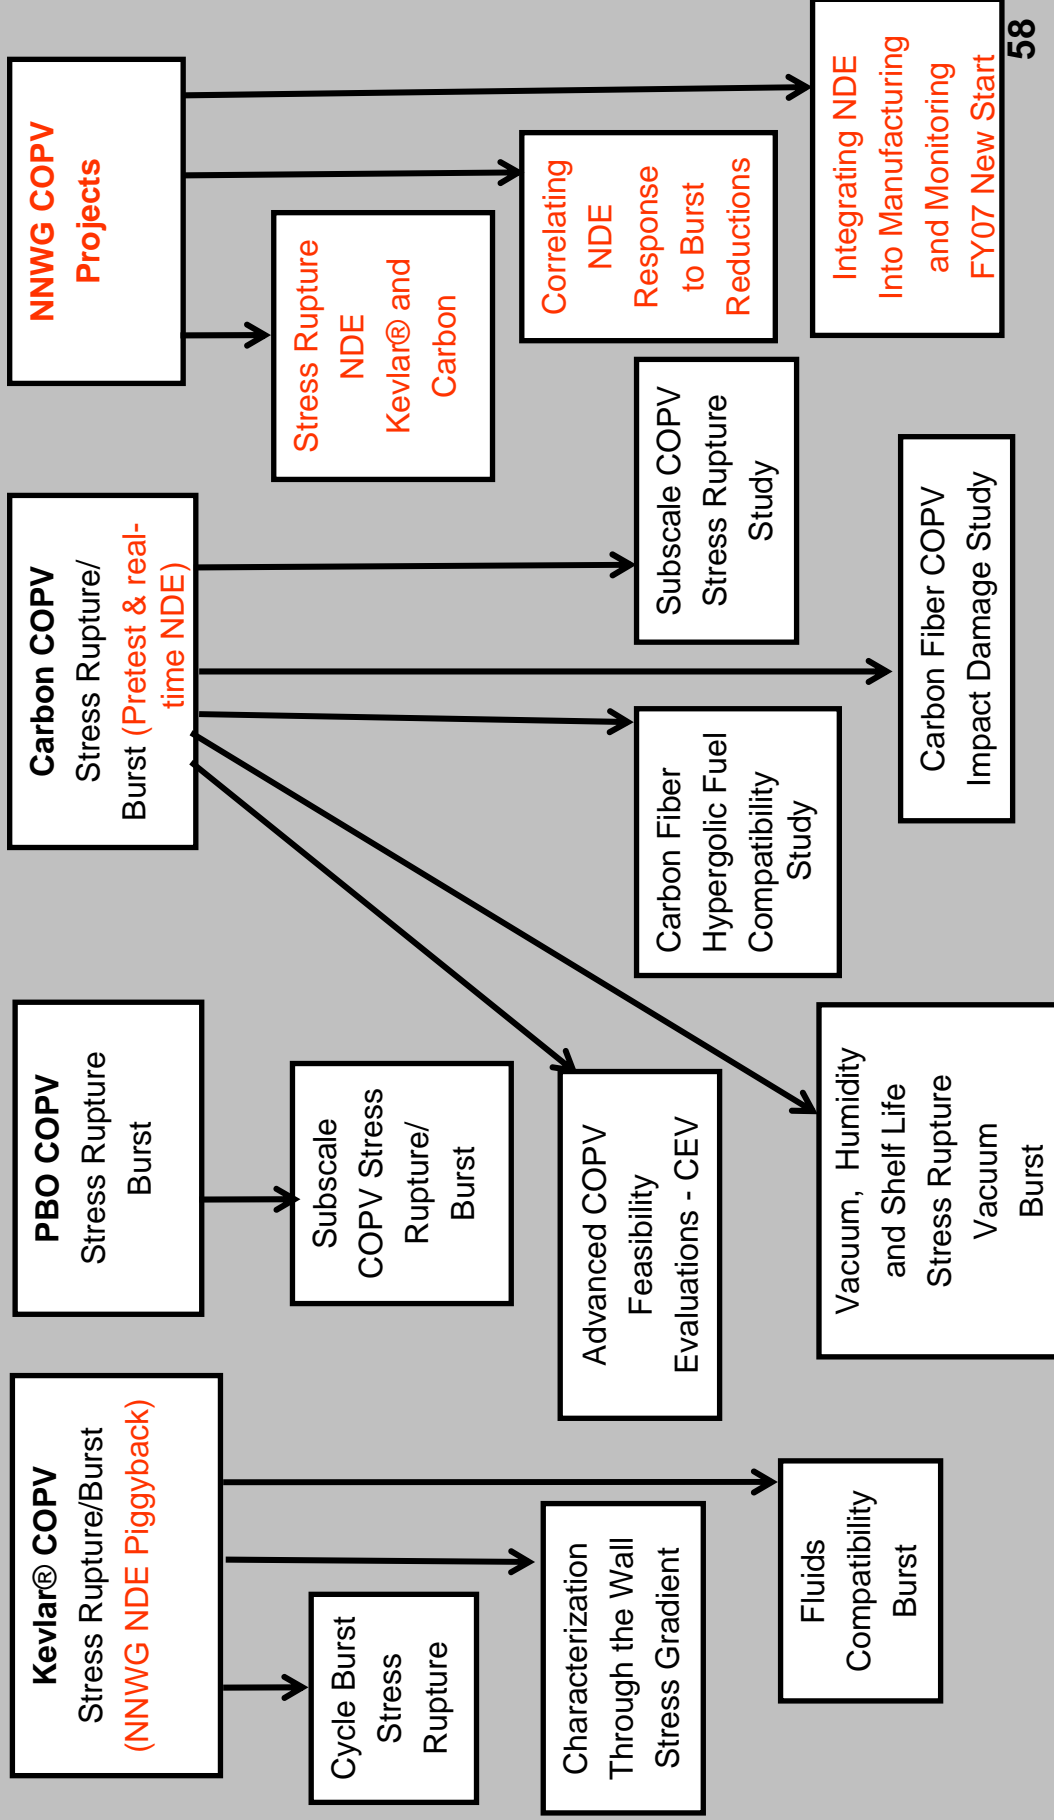 Kevlar® COPV
Stress Rupture/Burst
(NNWG NDE Piggyback)
PBO COPV
Stress Rupture
Burst
Carbon COPV
Stress Rupture/
Burst (Pretest & real-
time NDE)
NNWG COPV
Projects
Cycle Burst
Stress
Rupture
Characterization
Through the Wall
Stress Gradient
Fluids
Compatibility
Burst
Subscale
COPV Stress
Rupture/
Burst
Advanced COPV
Feasibility
Evaluations - CEV
Vacuum, Humidity
and Shelf Life
Stress Rupture
Vacuum
Burst
Carbon Fiber
Hypergolic Fuel
Compatibility
Study
Carbon Fiber COPV
Impact Damage Study
Subscale COPV
Stress Rupture
Study
Stress Rupture
NDE
Kevlar® and
Carbon
Correlating
NDE
Response
to Burst
Reductions
Integrating NDE
Into Manufacturing
and Monitoring
FY07 New Start
58